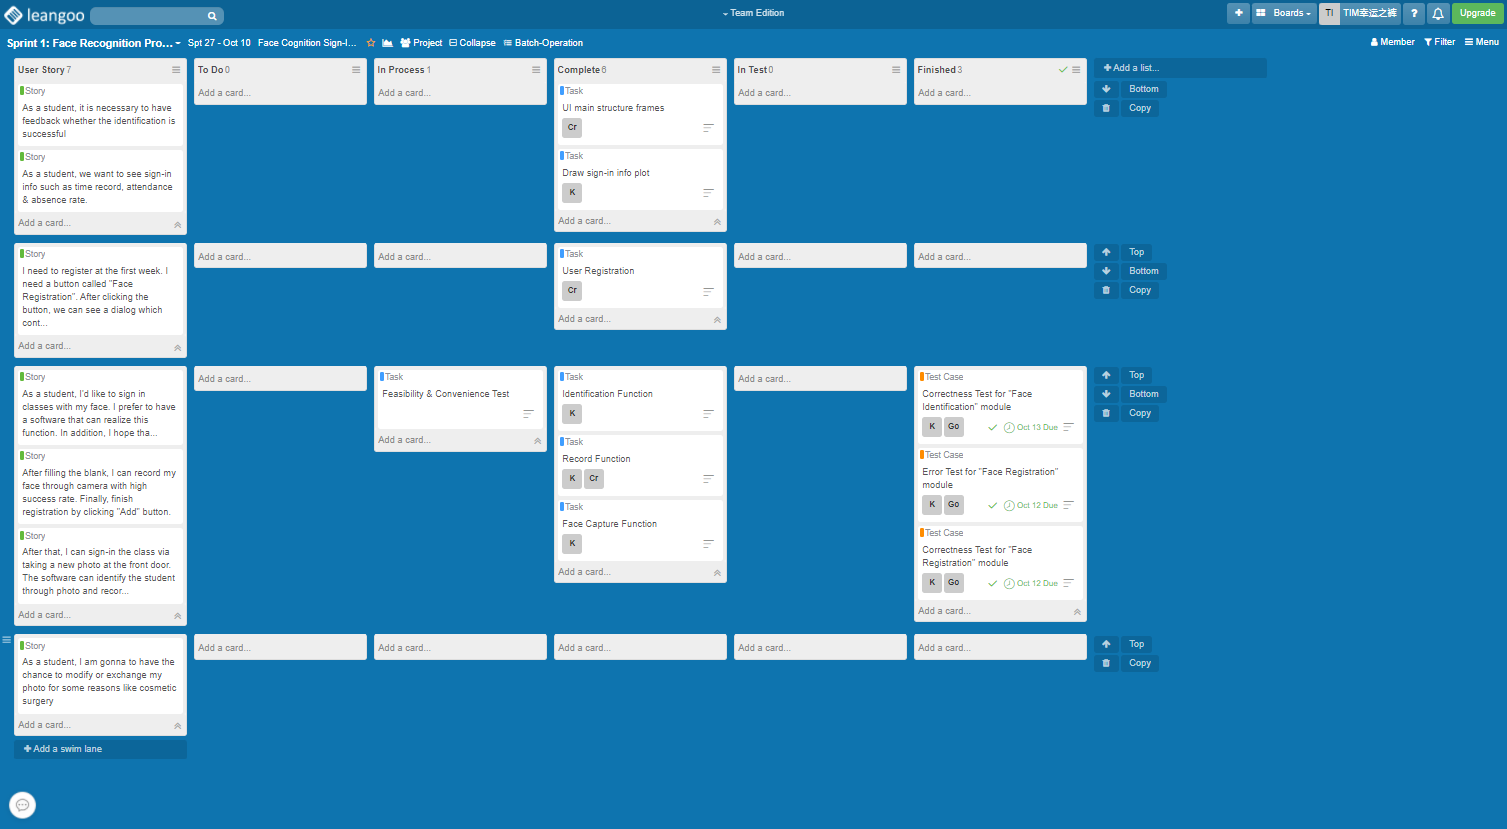 leangoo
Team Edition
Boards
TI
TIM幸运之裤
?
Upgrade
Sprint 1: Face Recognition Pro...
Spt 27 - Oct 10
Face Cognition Sign-I...
Project
Collapse
Batch-Operation
Member
Filter
Menu
User Story 7
Story
As a student, it is necessary to have
feedback whether the identification is
successful
Story
As a student, we want to see sign-in
info such as time record, attendance
& absence rate.
Add a card...
To Do 0
Add a card...
In Process 1
Add a card...
Complete 6
Task
UI main structure frames
Cr
Task
Draw sign-in info plot
K
Add a card...
In Test 0
Add a card...
Finished 3
Add a card...
Add a list...
Bottom
Copy
Story
I need to register at the first week. I
need a button called "Face
Registration". After clicking the
button, we can see a dialog which
cont...
Add a card...
Add a card...
Add a card...
Task
User Registration
Cr
Add a card...
Add a card...
Add a card...
Top
Bottom
Copy
Story
As a student, I'd like to sign in
classes with my face. I prefer to have
a software that can realize this
function. In addition, I hope tha...
Story
After filling the blank, I can record my
face through camera with high
success rate. Finally, finish
registration by clicking "Add" button.
Story
After that, I can sign-in the class via
taking a new photo at the front door.
The software can identify the student
through photo and recor...
Add a card...
Add a card...
Task
Feasibility & Convenience Test
Add a card...
Task
Identification Function
K
Task
Record Function
K Cr
Task
Face Capture Function
K
Add a card...
Add a card...
Test Case
Correctness Test for "Face
Identification" module
K Go Oct 13 Due
Test Case
Error Test for "Face Registration"
module
K Go Oct 12 Due
Test Case
Correctness Test for "Face
Registration" module
K Go Oct 12 Due
Add a card...
Top
Bottom
Copy
Story
As a student, I am gonna to have the
chance to modify or exchange my
photo for some reasons like cosmetic
surgery
Add a card...
Add a card...
Add a card...
Add a card...
Add a card...
Add a card...
Top
Copy
Add a swim lane